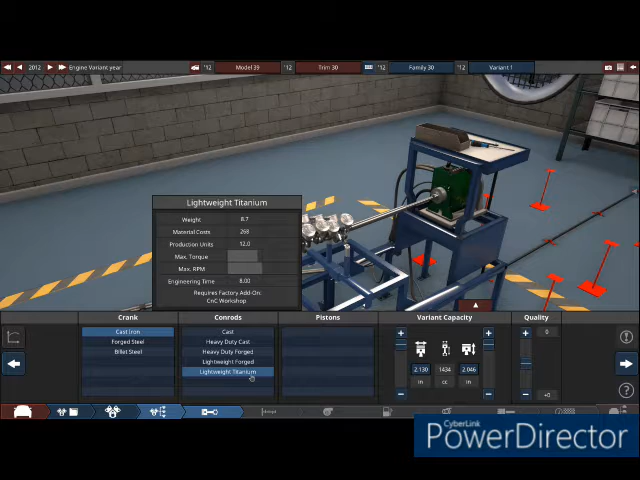 2012 Engine Variant year '12 Model 39 '12 Trim 30 '12 Family 30 '12 Variant 1
Lightweight Titanium
Weight 8.7
Material Costs 268
Production Units 12.0
Max. Torque
Max. RPM
Engineering Time 8.00
Requires Factory Add-On:
CnC Workshop
Crank Conrods Pistons Variant Capacity Quality
Cast Iron Cast 0
Forged Steel Heavy Duty Cast
Billet Steel Heavy Duty Forged
Lightweight Forged
Lightweight Titanium 2.130 1434 2.046
in cc in +0
CyberLink
PowerDirector